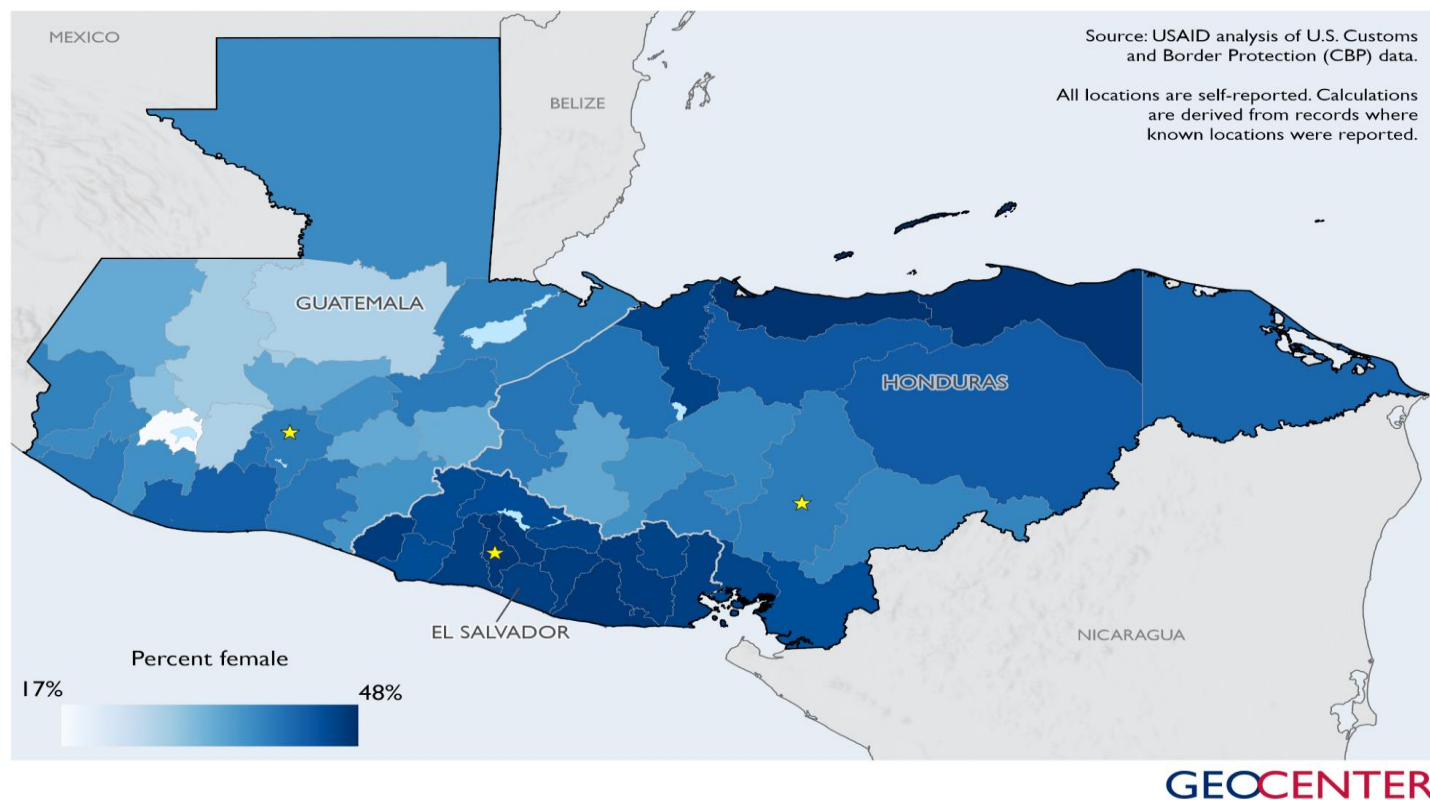 MEXICO
Source: USAID analysis of U.S. Customs
and Border Protection (CBP) data.
BELIZE
All locations are self-reported. Calculations
are derived from records where
known locations were reported.
GUATEMALA
HONDURAS
EL SALVADOR
NICARAGUA
Percent female
17%
48%
GEOCENTER